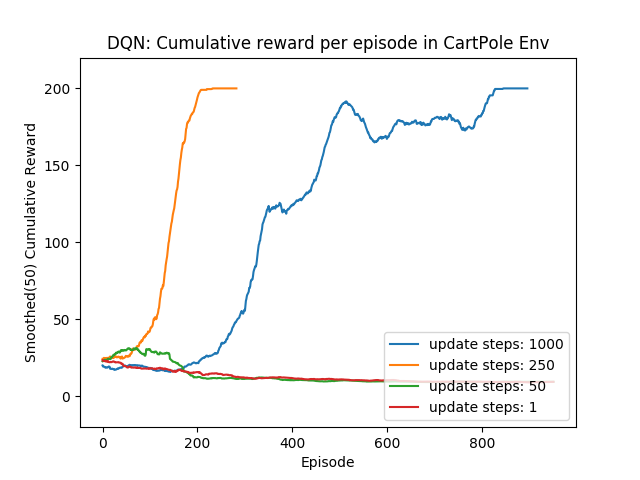 DQN: Cumulative reward per episode in CartPole Env
Smoothed(50) Cumulative Reward
200
150
100
50
0
0
200
400
600
800
Episode
update steps: 1000
update steps: 250
update steps: 50
update steps: 1